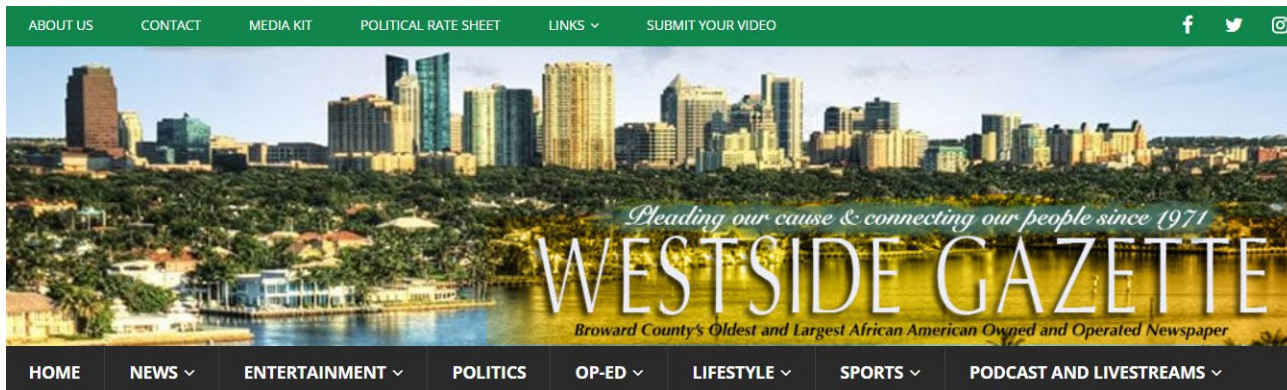 ABOUT US CONTACT MEDIA KIT POLITICAL RATE SHEET LINKS SUBMIT YOUR VIDEO
Pleading our cause & connecting our people since 1971
WESTSIDE GAZETTE
Broward County's Oldest and Largest African American Owned and Operated Newspaper
HOME NEWS ENTERTAINMENT POLITICS OP-ED LIFESTYLE SPORTS PODCAST AND LIVESTREAMS